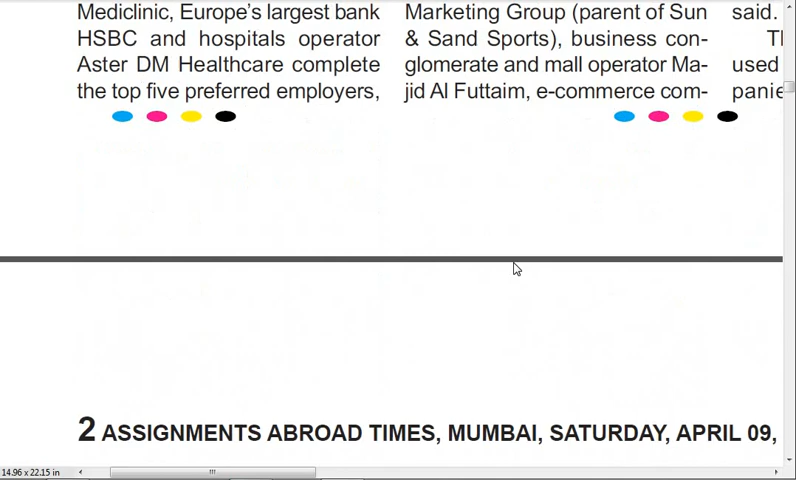 Mediclinic, Europe's largest bank
HSBC and hospitals operator
Aster DM Healthcare complete
the top five preferred employers,
Marketing Group (parent of Sun
& Sand Sports), business con-
glomerate and mall operator Ma-
jid Al Futtaim, e-commerce com-
said.
used
2 ASSIGNMENTS ABROAD TIMES, MUMBAI, SATURDAY, APRIL 09,
14.96 x 22.15 in